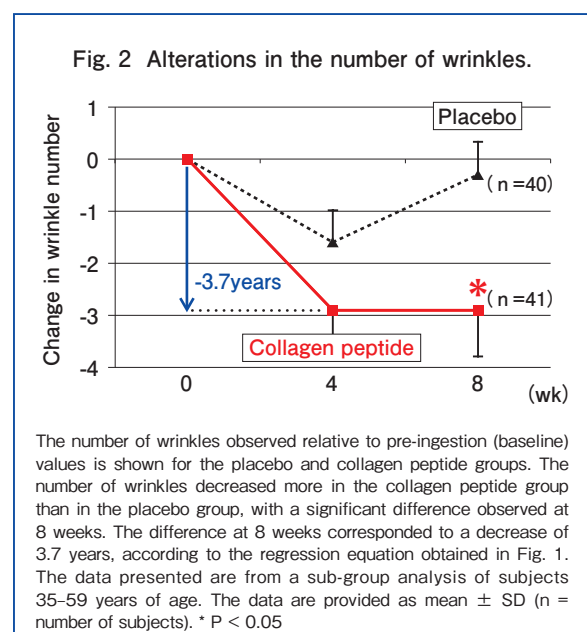 Fig. 2 Alterations in the number of wrinkles.
Change in wrinkle number
1
0
-1
-2
-3
-4
Placebo
(n=40)
-3.7years
*
(n=41)
Collagen peptide
0
4
8
(wk)
The number of wrinkles observed relative to pre-ingestion (baseline)
values is shown for the placebo and collagen peptide groups. The
number of wrinkles decreased more in the collagen peptide group
than in the placebo group, with a significant difference observed at
8 weeks. The difference at 8 weeks corresponded to a decrease of
3.7 years, according to the regression equation obtained in Fig. 1.
The data presented are from a sub-group analysis of subjects
35–59 years of age. The data are provided as mean ± SD (n =
number of subjects). * P < 0.05